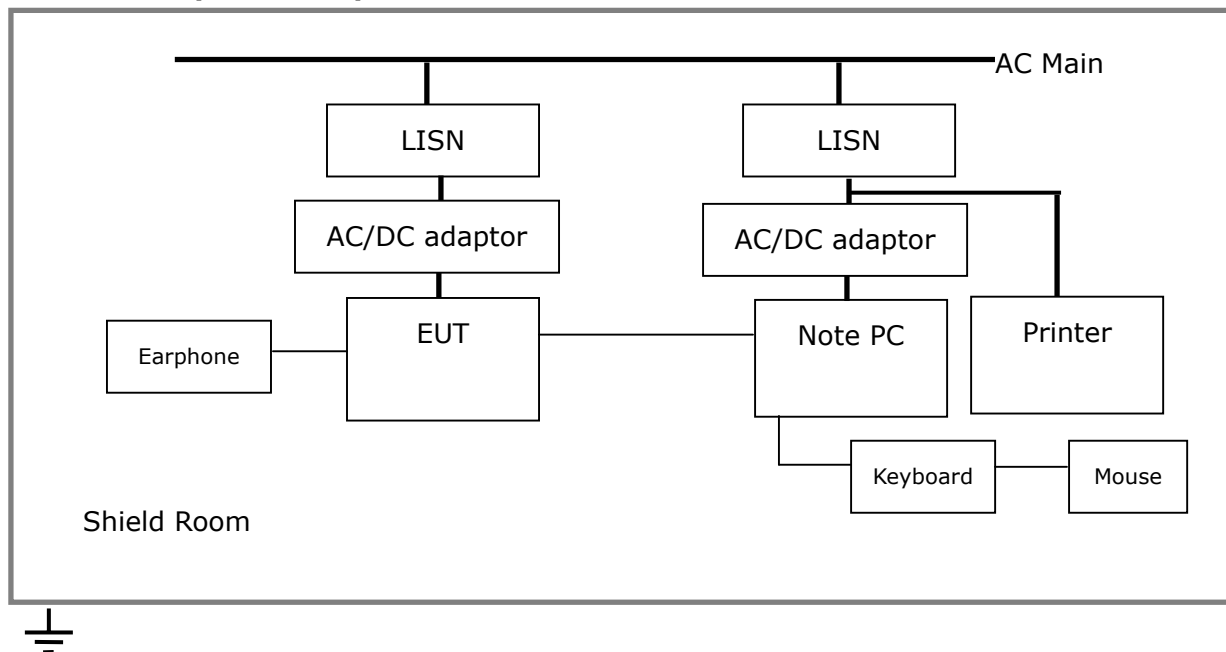 AC Main
LISN
LISN
AC/DC adaptor
AC/DC adaptor
EUT
Note PC
Printer
Earphone
Keyboard
Mouse
Shield Room